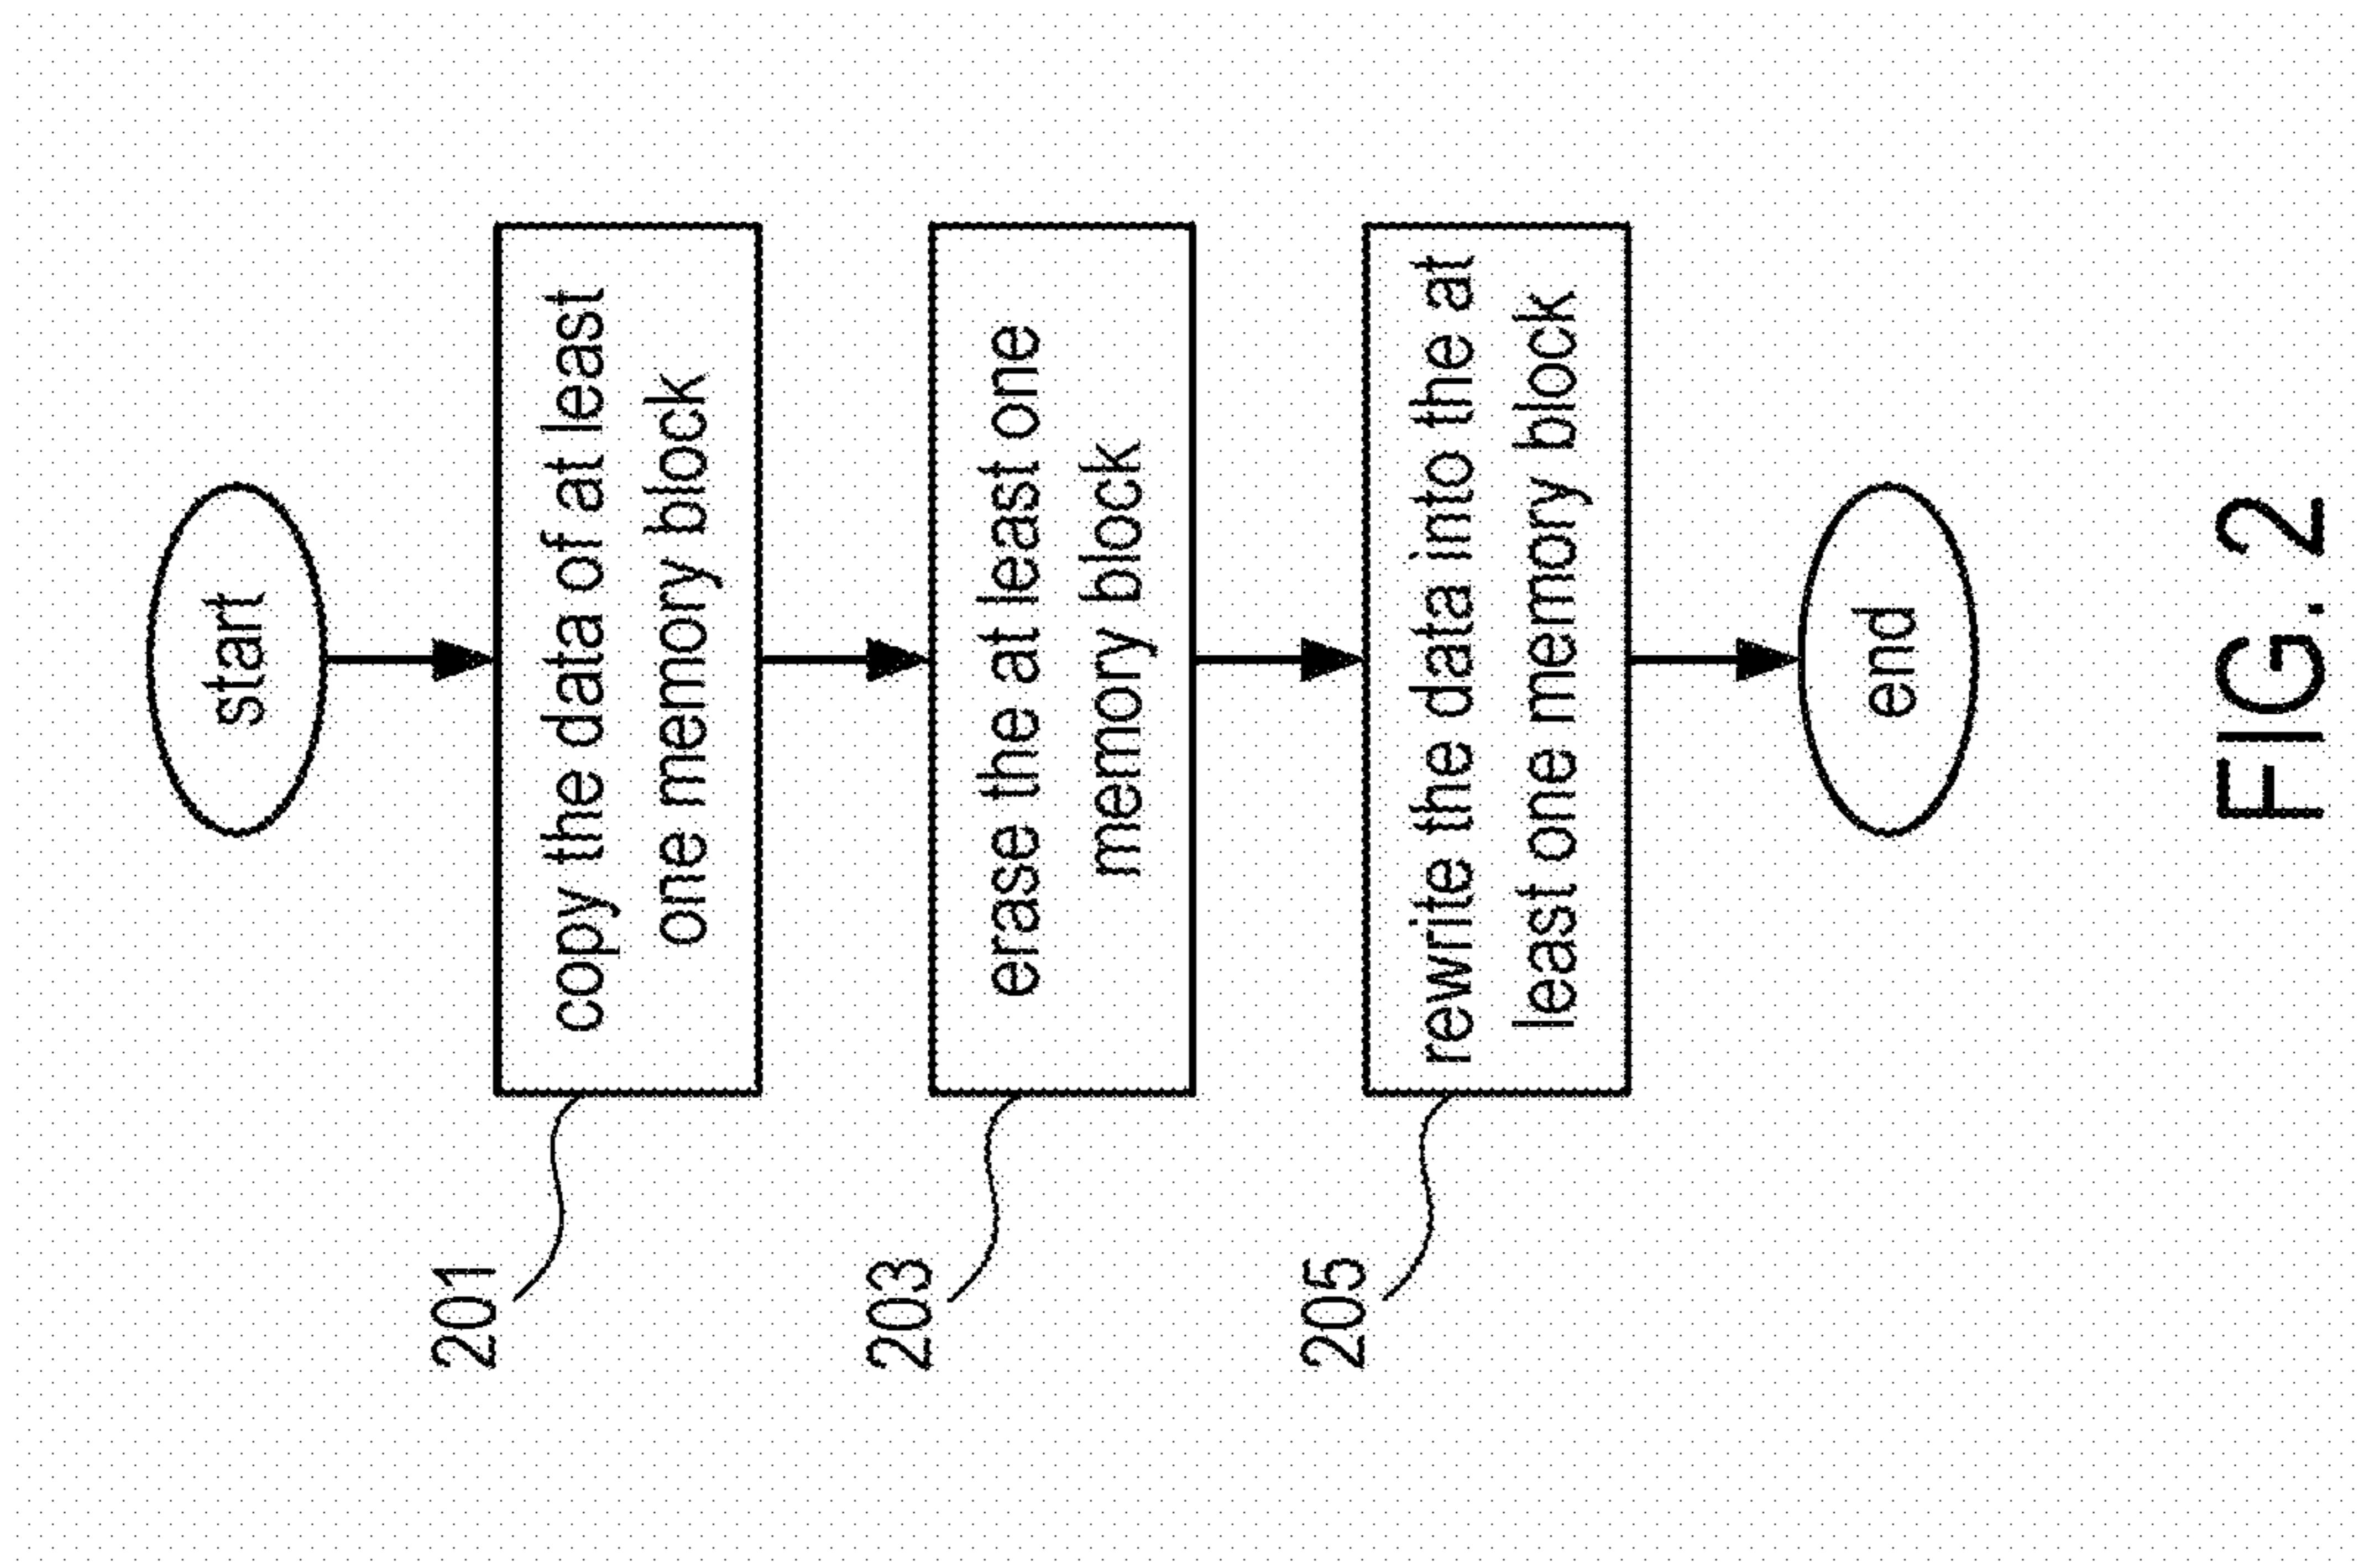 start
201
copy the data of at least
one memory block
203
erase the at least one
memory block
205
rewrite the data into the at
least one memory block
end
FIG. 2